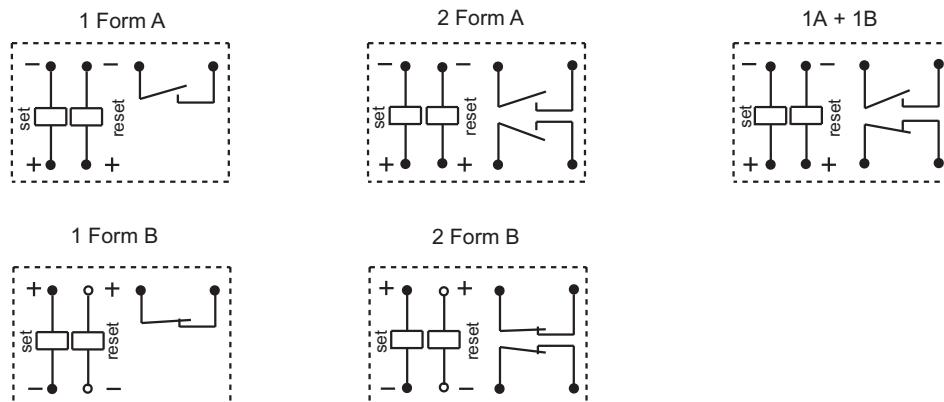 1 Form A
− −
set
reset
+ +
2 Form A
− −
set
reset
+ +
1A + 1B
− −
set
reset
+ +
1 Form B
+ +
set
reset
− −
2 Form B
+ +
set
reset
− −